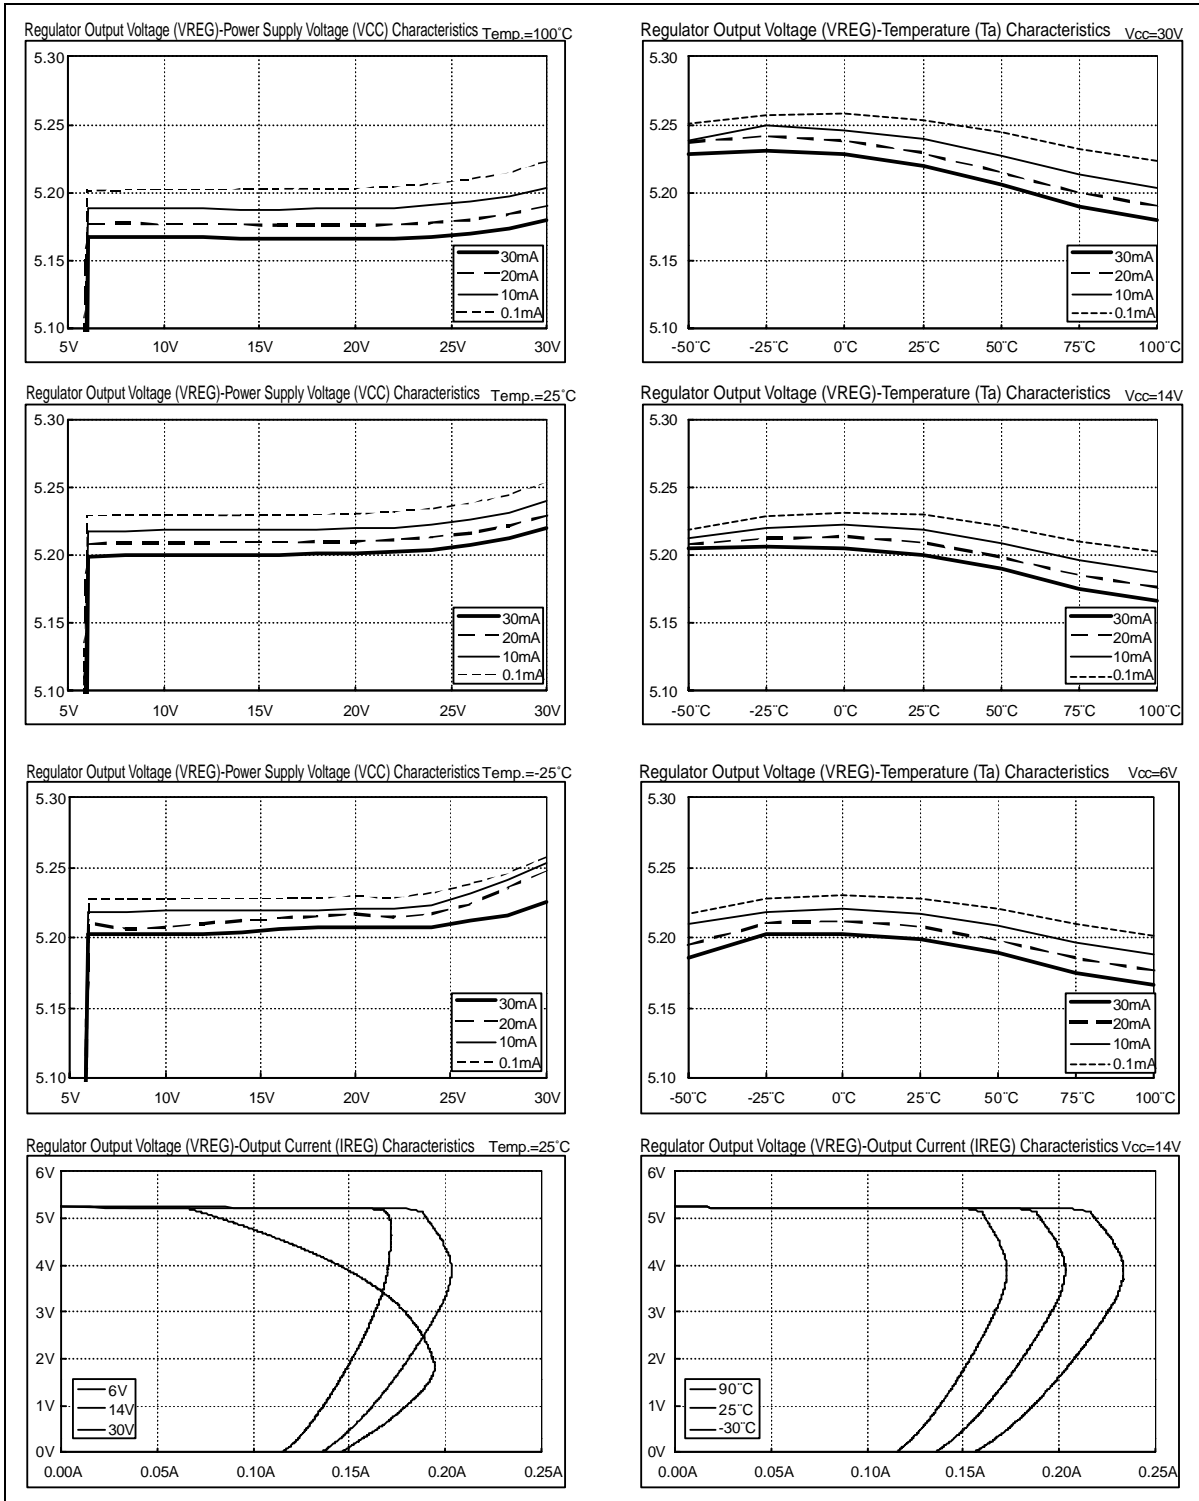 Regulator Output Voltage (VREG)-Power Supply Voltage (VCC) Characteristics Temp.=100°C
5.30
5.25
5.20
5.15
5.10
30mA
20mA
10mA
0.1mA
5V 10V 15V 20V 25V 30V
Regulator Output Voltage (VREG)-Temperature (Ta) Characteristics Vcc=30V
5.30
5.25
5.20
5.15
5.10
30mA
20mA
10mA
0.1mA
-50¨C -25¨C 0¨C 25¨C 50¨C 75¨C 100¨C
Regulator Output Voltage (VREG)-Power Supply Voltage (VCC) Characteristics Temp.=25°C
5.30
5.25
5.20
5.15
5.10
30mA
20mA
10mA
0.1mA
5V 10V 15V 20V 25V 30V
Regulator Output Voltage (VREG)-Temperature (Ta) Characteristics Vcc=14V
5.30
5.25
5.20
5.15
5.10
30mA
20mA
10mA
0.1mA
-50¨C -25¨C 0¨C 25¨C 50¨C 75¨C 100¨C
Regulator Output Voltage (VREG)-Power Supply Voltage (VCC) Characteristics Temp.=-25°C
5.30
5.25
5.20
5.15
5.10
30mA
20mA
10mA
0.1mA
5V 10V 15V 20V 25V 30V
Regulator Output Voltage (VREG)-Temperature (Ta) Characteristics Vcc=6V
5.30
5.25
5.20
5.15
5.10
30mA
20mA
10mA
0.1mA
-50¨C -25¨C 0¨C 25¨C 50¨C 75¨C 100¨C
Regulator Output Voltage (VREG)-Output Current (IREG) Characteristics Temp.=25°C
6V
5V
4V
3V
2V
1V
0V
6V
14V
30V
0.00A 0.05A 0.10A 0.15A 0.20A 0.25A
Regulator Output Voltage (VREG)-Output Current (IREG) Characteristics Vcc=14V
6V
5V
4V
3V
2V
1V
0V
90¨C
25¨C
-30¨C
0.00A 0.05A 0.10A 0.15A 0.20A 0.25A